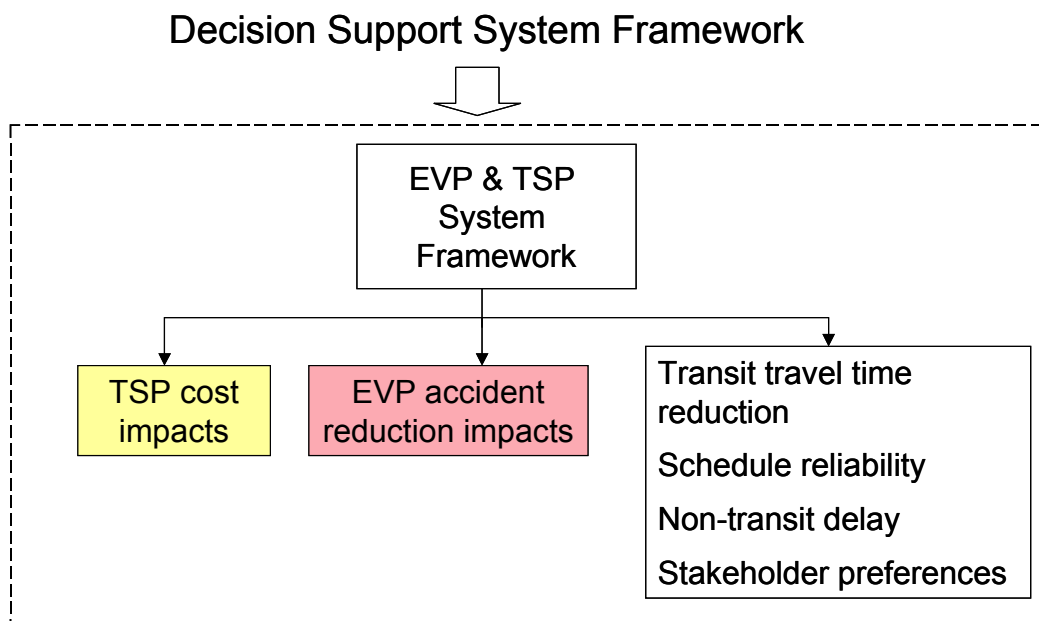 Decision Support System Framework
EVP & TSP
System
Framework
TSP cost
impacts
EVP accident
reduction impacts
Transit travel time
reduction
Schedule reliability
Non-transit delay
Stakeholder preferences